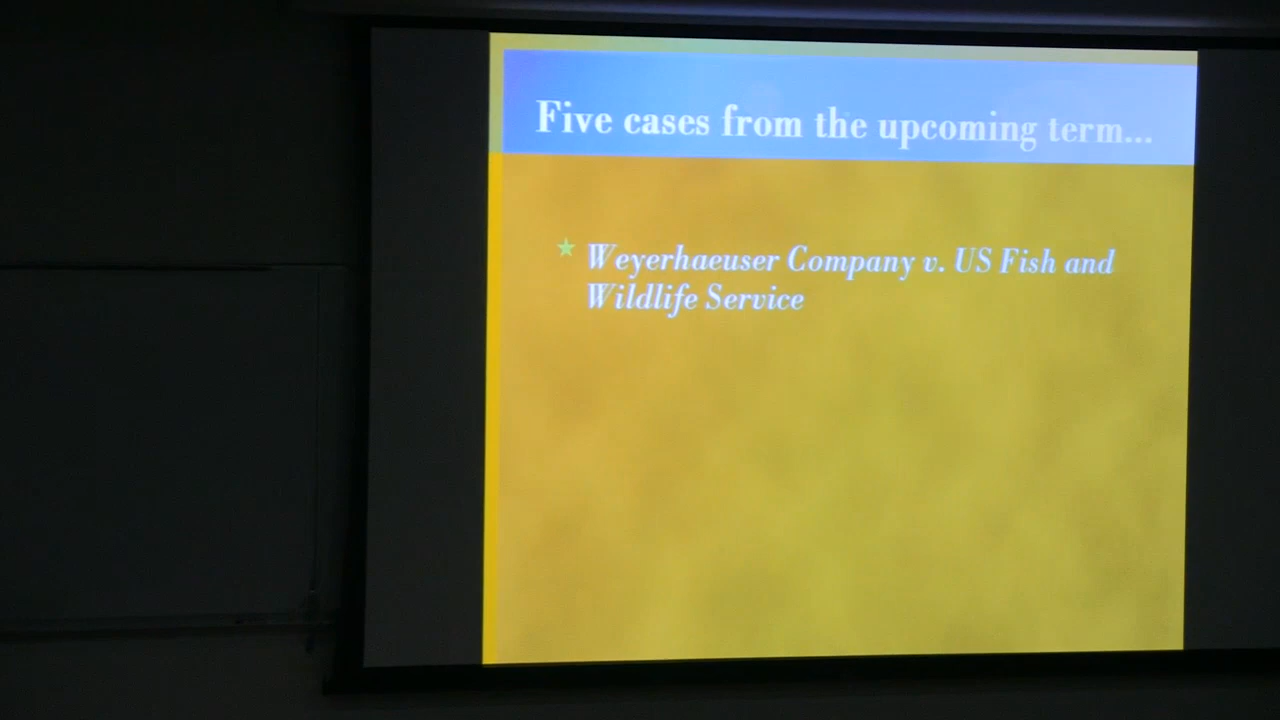 Five cases from the upcoming term...
Weyerhaeuser Company v. US Fish and
Wildlife Service